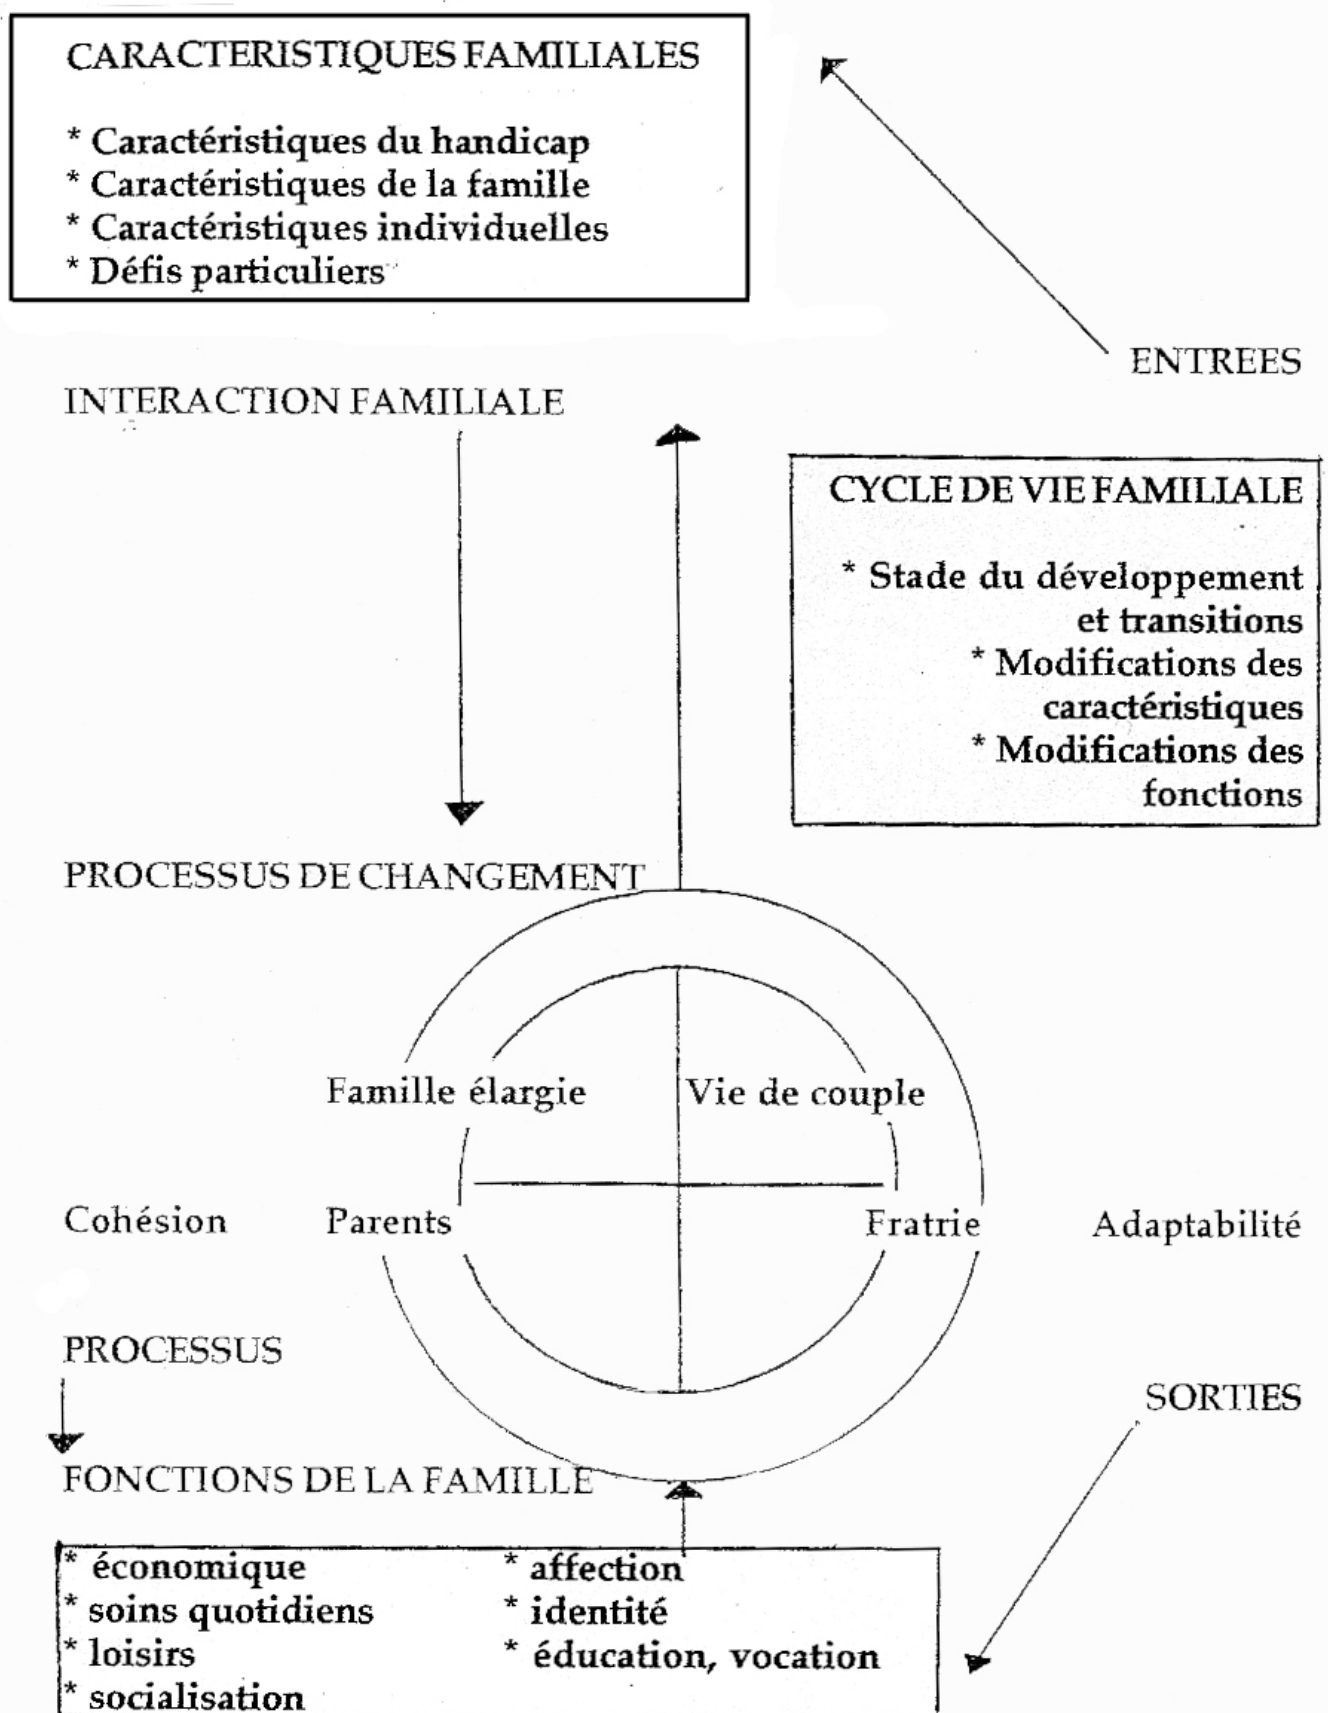 CARACTERISTIQUES FAMILIALES
* Caractéristiques du handicap
* Caractéristiques de la famille
* Caractéristiques individuelles
* Défis particuliers
ENTREES
INTERACTION FAMILIALE
CYCLE DE VIE FAMILIALE
* Stade du développement
et transitions
* Modifications des
caractéristiques
* Modifications des
fonctions
PROCESSUS DE CHANGEMENT
Famille élargie
Vie de couple
Cohésion
Parents
Fratrie
Adaptabilité
PROCESSUS
SORTIES
FONCTIONS DE LA FAMILLE
* économique
* soins quotidiens
* loisirs
* socialisation
* affection
* identité
* éducation, vocation